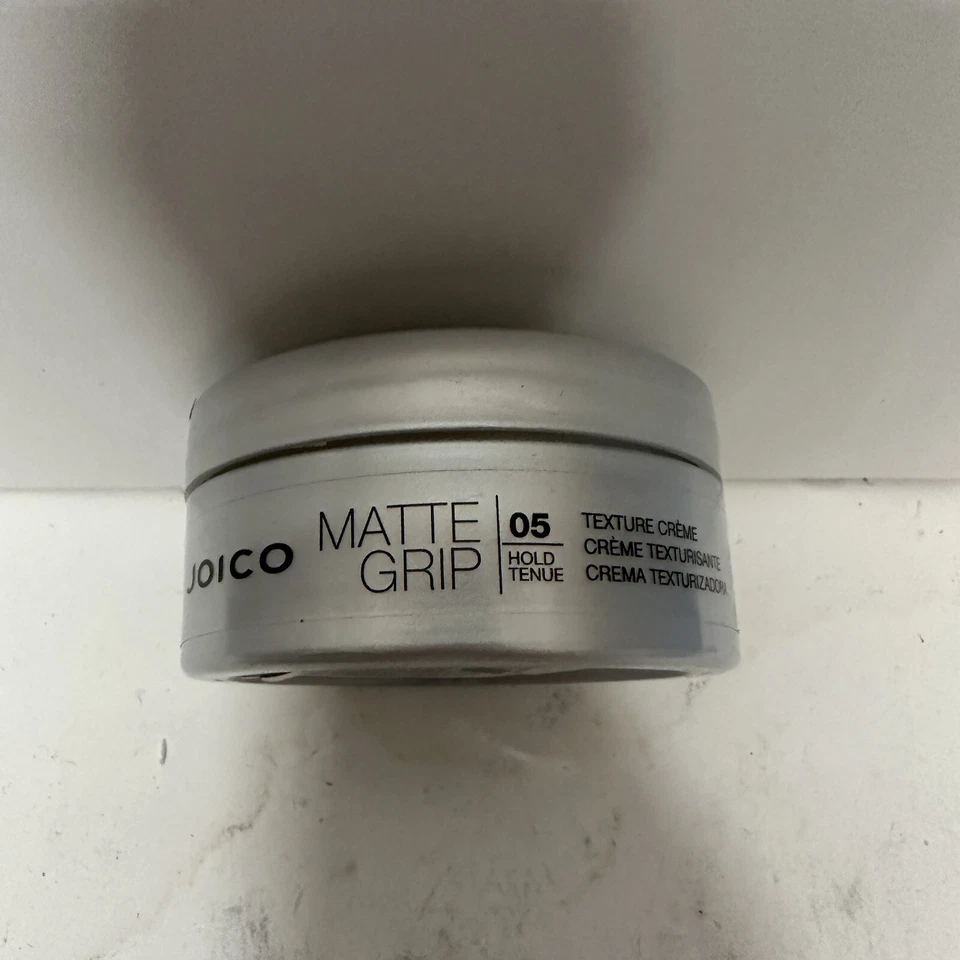 JOICO
MATTE
GRIP
05
HOLD
TENUE
TEXTURE CRÈME
CRÈME TEXTURISANTE
CREMA TEXTURIZADORA